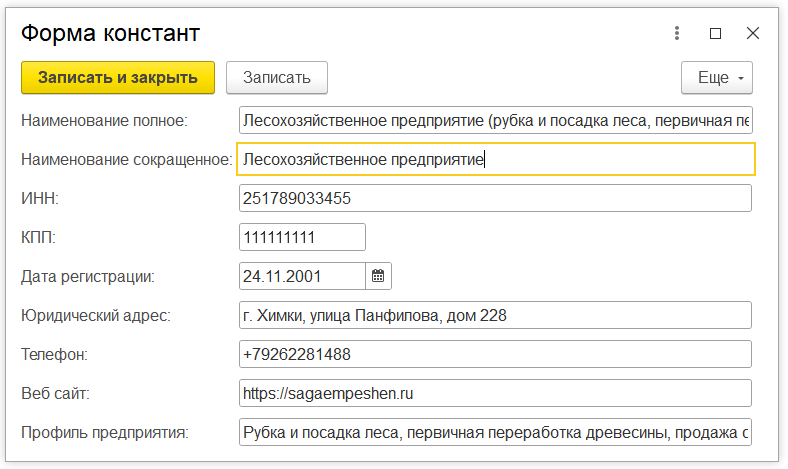 Форма констант
Записать и закрыть Записать Еще
Наименование полное: Лесохозяйственное предприятие (рубка и посадка леса, первичная пе
Наименование сокращенное: Лесохозяйственное предприятие
ИНН: 251789033455
КПП: 111111111
Дата регистрации: 24.11.2001
Юридический адрес: г. Химки, улица Панфилова, дом 228
Телефон: +79262281488
Веб сайт: https://sagaempeshen.ru
Профиль предприятия: Рубка и посадка леса, первичная переработка древесины, продажа с